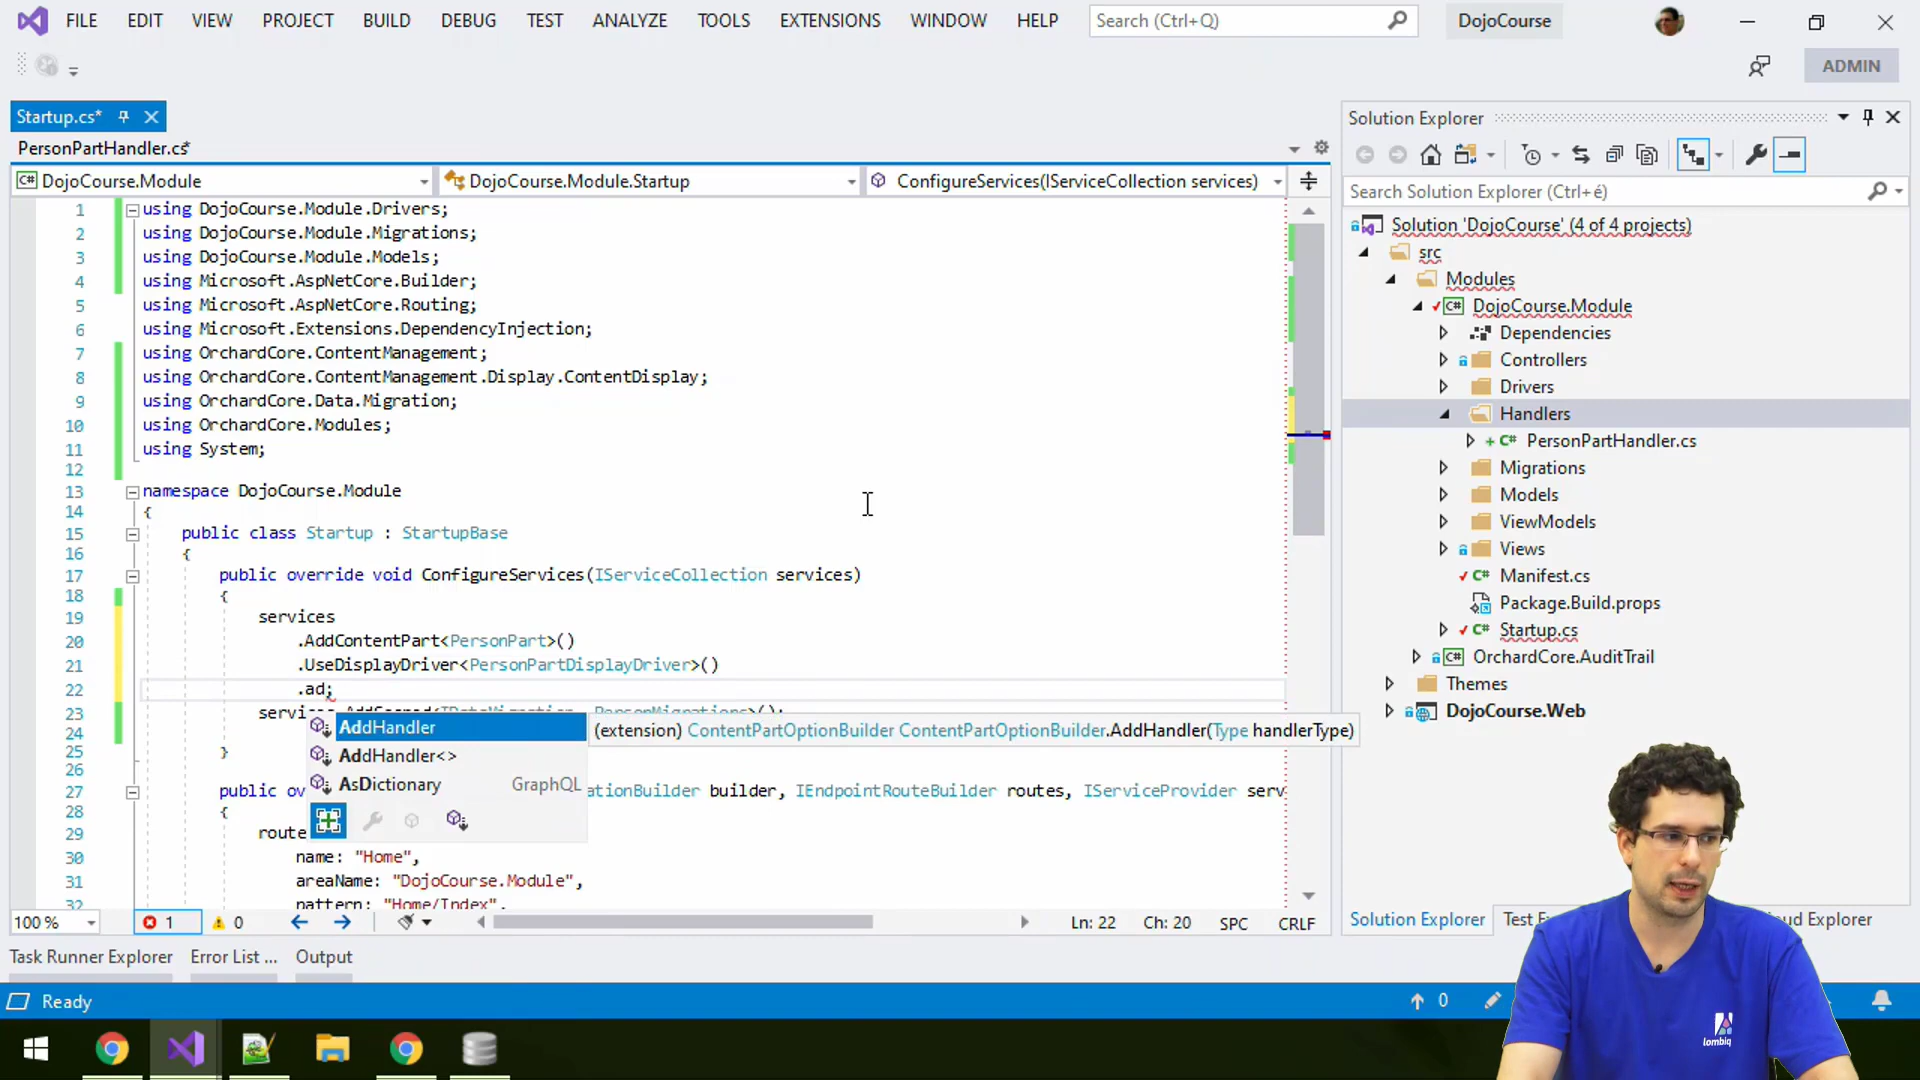 FILE EDIT VIEW PROJECT BUILD DEBUG TEST ANALYZE TOOLS EXTENSIONS WINDOW HELP Search (Ctrl+Q) DojoCourse
ADMIN
Startup.cs*
PersonPartHandler.cs*
DojoCourse.Module DojoCourse.Module.Startup ConfigureServices(IServiceCollection services)
1 using DojoCourse.Module.Drivers;
2 using DojoCourse.Module.Migrations;
3 using DojoCourse.Module.Models;
4 using Microsoft.AspNetCore.Builder;
5 using Microsoft.AspNetCore.Routing;
6 using Microsoft.Extensions.DependencyInjection;
7 using OrchardCore.ContentManagement;
8 using OrchardCore.ContentManagement.Display.ContentDisplay;
9 using OrchardCore.Data.Migration;
10 using OrchardCore.Modules;
11 using System;
12
13 namespace DojoCourse.Module
14 {
15 public class Startup : StartupBase
16 {
17 public override void ConfigureServices(IServiceCollection services)
18 {
19 services
20 .AddContentPart<PersonPart>()
21 .UseDisplayDriver<PersonPartDisplayDriver>()
22 .ad;
23 services.AddScoped<IDataMigration, PersonMigrations>();
24
25 }
26
27 public ov ationBuilder builder, IEndpointRouteBuilder routes, IServiceProvider serv
28 {
29 route
30 name: "Home",
31 areaName: "DojoCourse.Module",
32 pattern: "Home/Index",
AddHandler
AddHandler<>
AsDictionary GraphQL
(extension) ContentPartOptionBuilder ContentPartOptionBuilder.AddHandler(Type handlerType)
100 % 1 0 Ln: 22 Ch: 20 SPC CRLF
Task Runner Explorer Error List ... Output
Ready 0
Solution Explorer
Search Solution Explorer (Ctrl+é)
Solution 'DojoCourse' (4 of 4 projects)
src
Modules
DojoCourse.Module
Dependencies
Controllers
Drivers
Handlers
PersonPartHandler.cs
Migrations
Models
ViewModels
Views
Manifest.cs
Package.Build.props
Startup.cs
OrchardCore.AuditTrail
Themes
DojoCourse.Web
Solution Explorer Test Explorer
lombiq